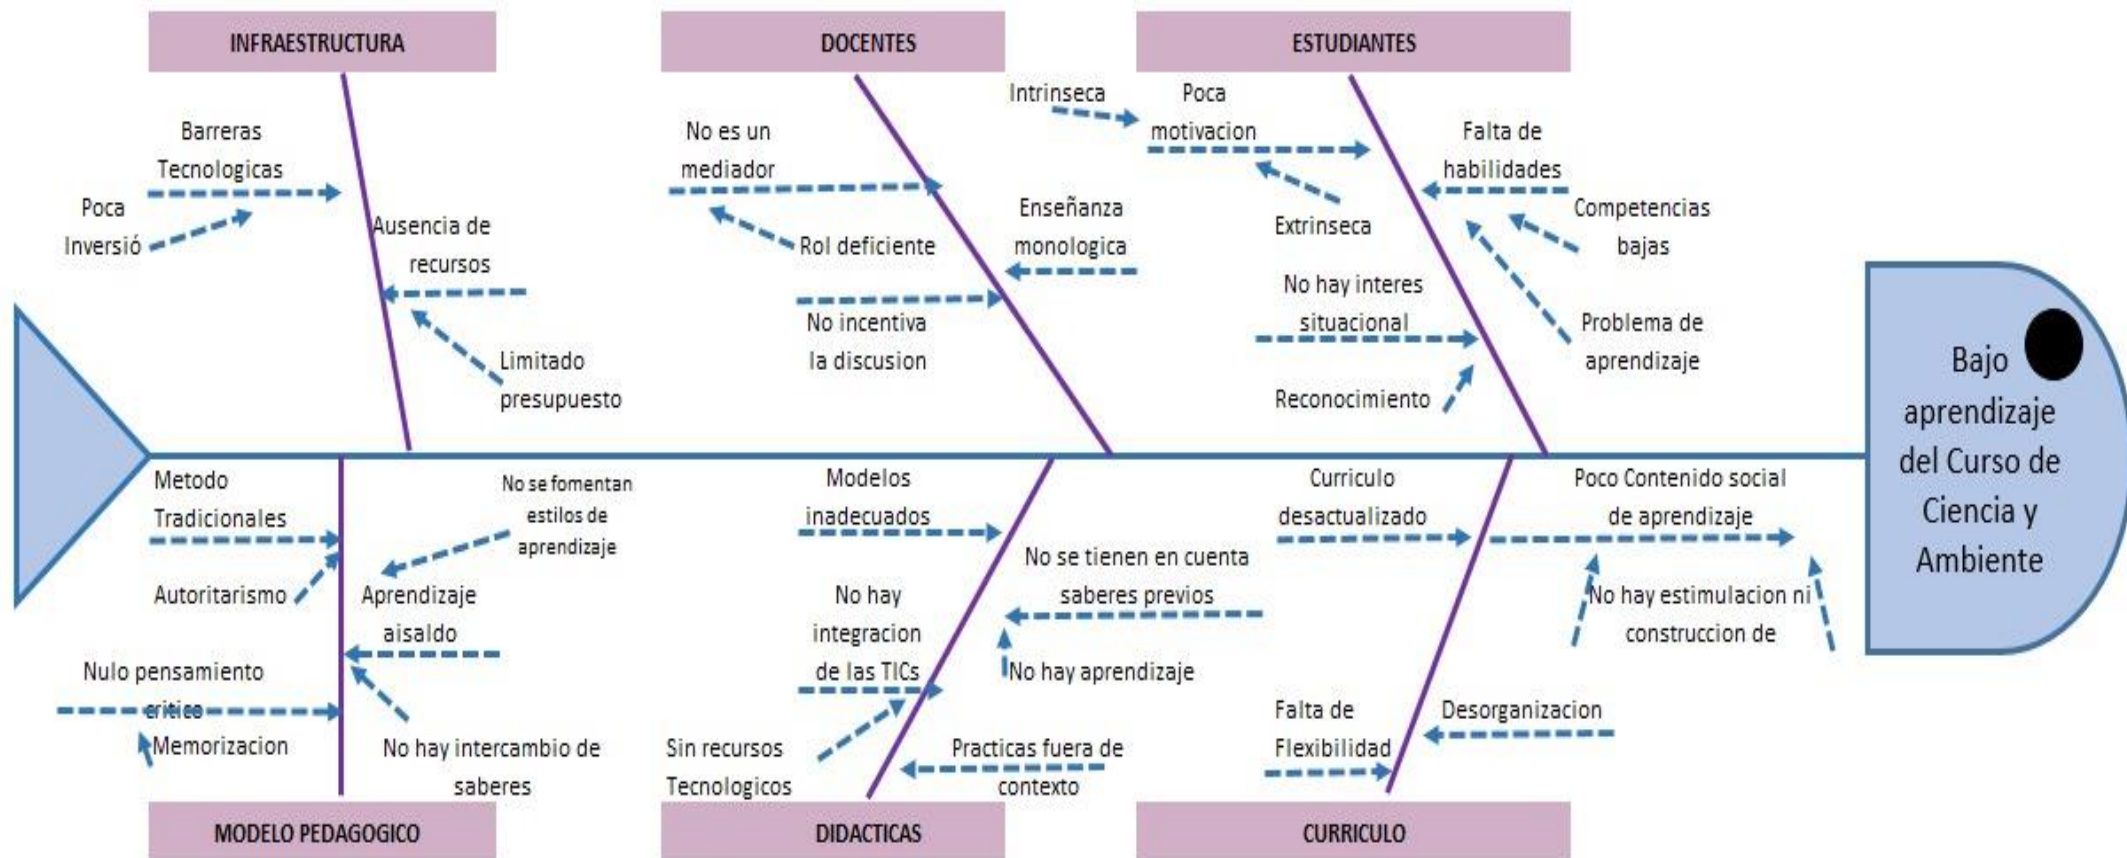 INFRAESTRUCTURA
DOCENTES
ESTUDIANTES
Barreras
Tecnologicas
Poca
Inversió
Ausencia de
recursos
Limitado
presupuesto
No es un
mediador
Rol deficiente
Enseñanza
monologica
No incentiva
la discusion
Intrinseca
Poca
motivacion
Extrinseca
Falta de
habilidades
Competencias
bajas
No hay interes
situacional
Problema de
aprendizaje
Reconocimiento
Bajo
aprendizaje
del Curso de
Ciencia y
Ambiente
Metodo
Tradicionales
Autoritarismo
No se fomentan
estilos de
aprendizaje
Aprendizaje
aisaldo
Nulo pensamiento
critico
Memorizacion
No hay intercambio de
saberes
Modelos
inadecuados
No se tienen en cuenta
saberes previos
No hay
integracion
de las TICs
No hay aprendizaje
Sin recursos
Tecnologicos
Practicas fuera de
contexto
Curriculo
desactualizado
Poco Contenido social
de aprendizaje
No hay estimulacion ni
construccion de
Falta de
Flexibilidad
Desorganizacion
MODELO PEDAGOGICO
DIDACTICAS
CURRICULO